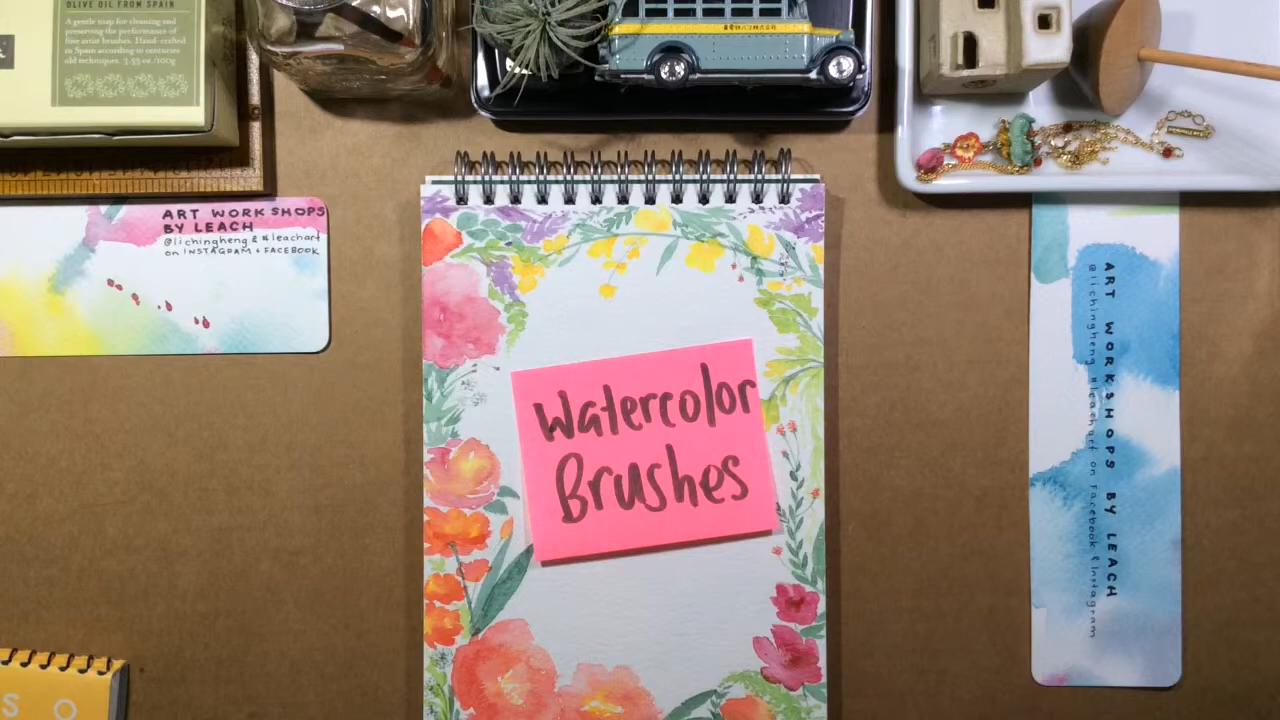 OLIVE OIL FROM SPAIN
A gentle soap for cleaning and
preserving the performance of
fine artist brushes. Hand-crafted
in Spain according to centuries
old techniques. 3.53 oz./100g
ART WORKSHOPS
BY LEACH
@lichingheng & #leachart
on INSTAGRAM + FACEBOOK
Watercolor
Brushes
ART WORKSHOPS BY LEACH
@lichingheng #leachart on Facebook & Instagram
S O